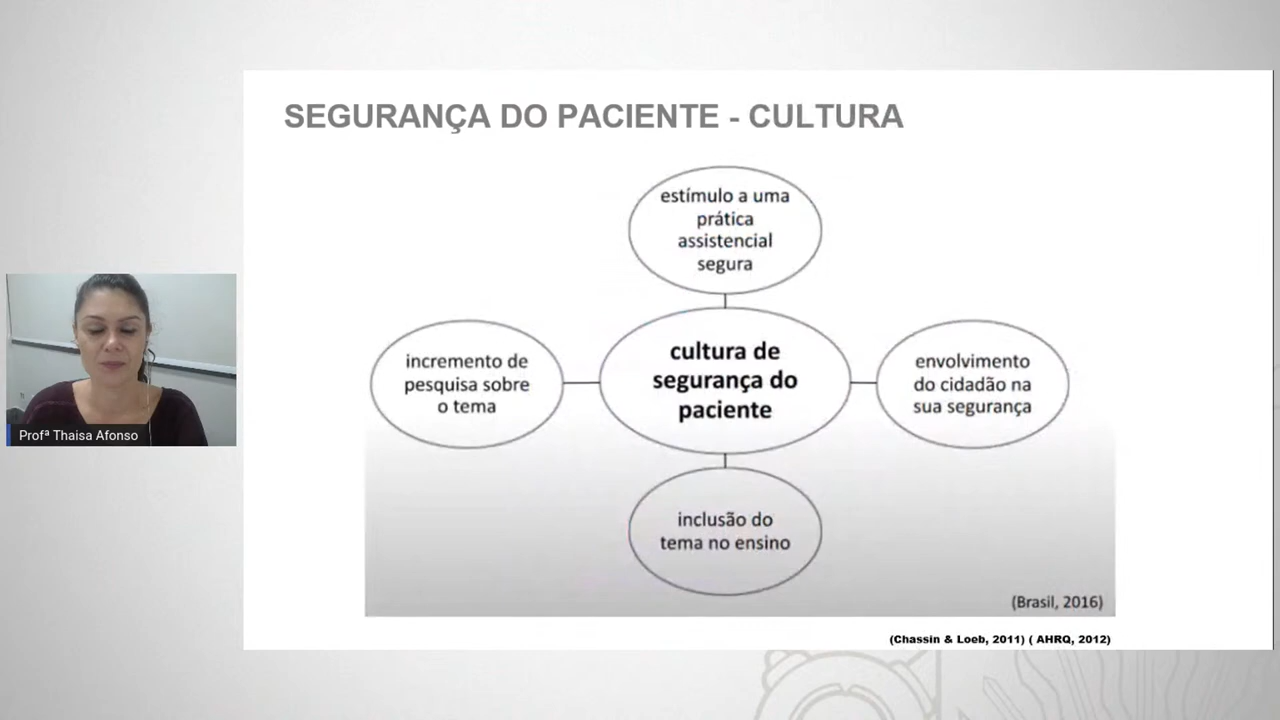 SEGURANÇA DO PACIENTE - CULTURA
estímulo a uma
prática
assistencial
segura
incremento de
pesquisa sobre
o tema
cultura de
segurança do
paciente
envolvimento
do cidadão na
sua segurança
inclusão do
tema no ensino
(Brasil, 2016)
(Chassin & Loeb, 2011) ( AHRQ, 2012)
Profª Thaisa Afonso